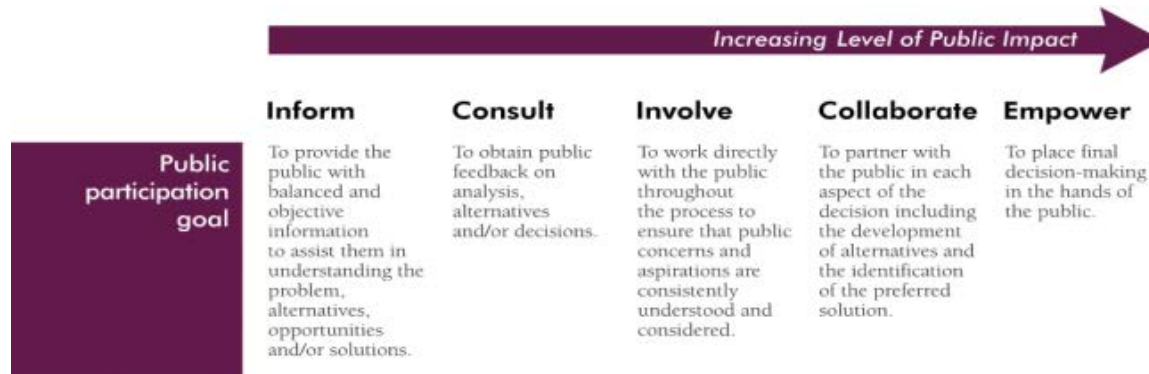 Increasing Level of Public Impact
Inform
Consult
Involve
Collaborate
Empower
Public
participation
goal
To provide the
public with
balanced and
objective
information
to assist them in
understanding the
problem,
alternatives,
opportunities
and/or solutions.
To obtain public
feedback on
analysis,
alternatives
and/or decisions.
To work directly
with the public
throughout
the process to
ensure that public
concerns and
aspirations are
consistently
understood and
considered.
To partner with
the public in each
aspect of the
decision including
the development
of alternatives and
the identification
of the preferred
solution.
To place final
decision-making
in the hands of
the public.